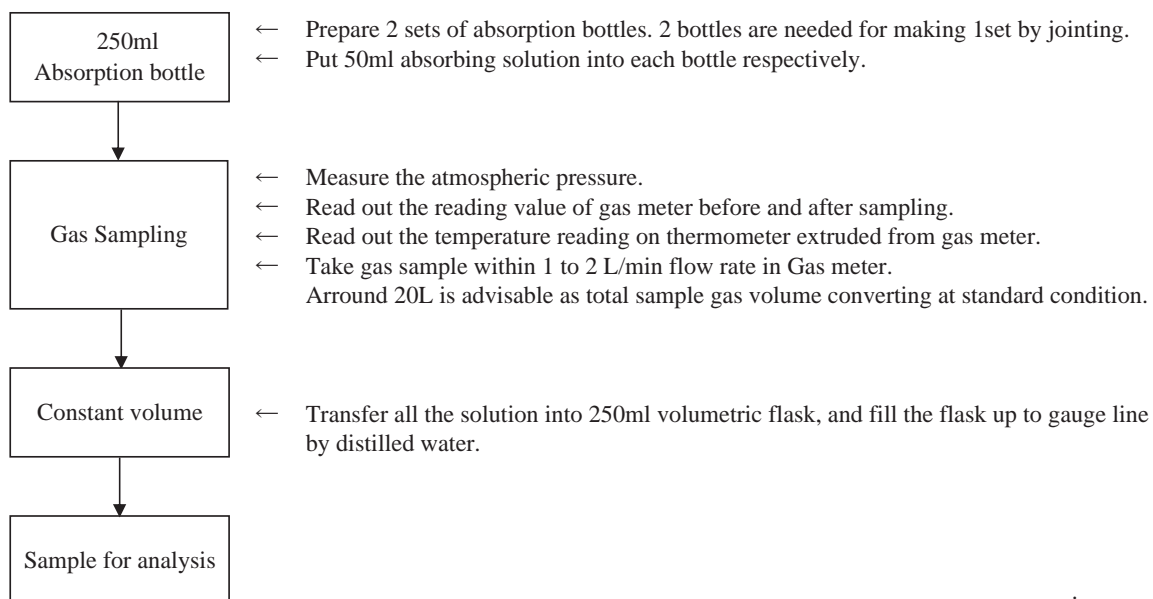 250ml
Absorption bottle
← Prepare 2 sets of absorption bottles. 2 bottles are needed for making 1set by jointing.
← Put 50ml absorbing solution into each bottle respectively.
Gas Sampling
← Measure the atmospheric pressure.
← Read out the reading value of gas meter before and after sampling.
← Read out the temperature reading on thermometer extruded from gas meter.
← Take gas sample within 1 to 2 L/min flow rate in Gas meter.
Arround 20L is advisable as total sample gas volume converting at standard condition.
Constant volume
← Transfer all the solution into 250ml volumetric flask, and fill the flask up to gauge line
by distilled water.
Sample for analysis